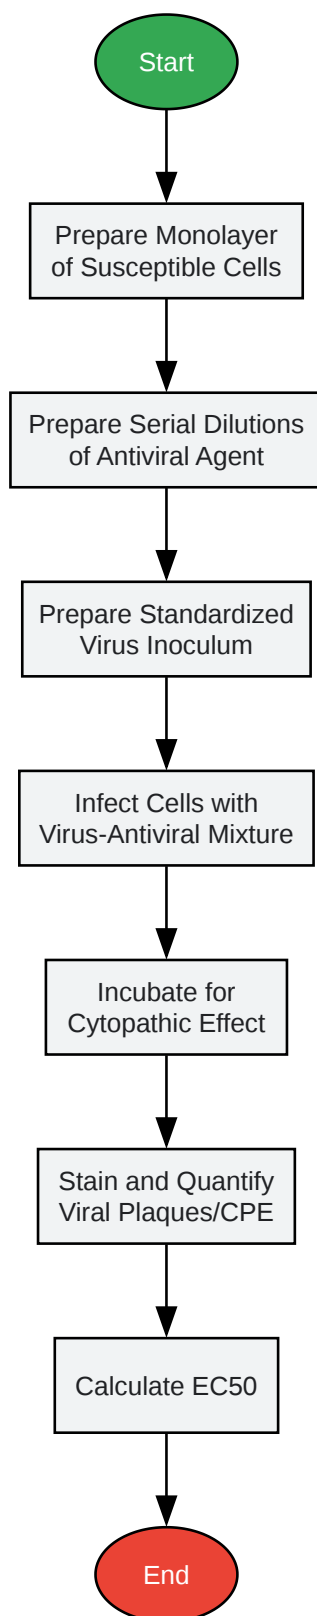 Start
Prepare Monolayer
of Susceptible Cells
Prepare Serial Dilutions
of Antiviral Agent
Prepare Standardized
Virus Inoculum
Infect Cells with
Virus-Antiviral Mixture
Incubate for
Cytopathic Effect
Stain and Quantify
Viral Plaques/CPE
Calculate EC50
End